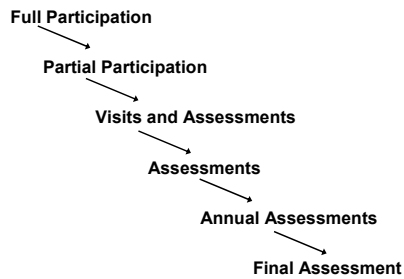 Full Participation
Partial Participation
Visits and Assessments
Assessments
Annual Assessments
Final Assessment